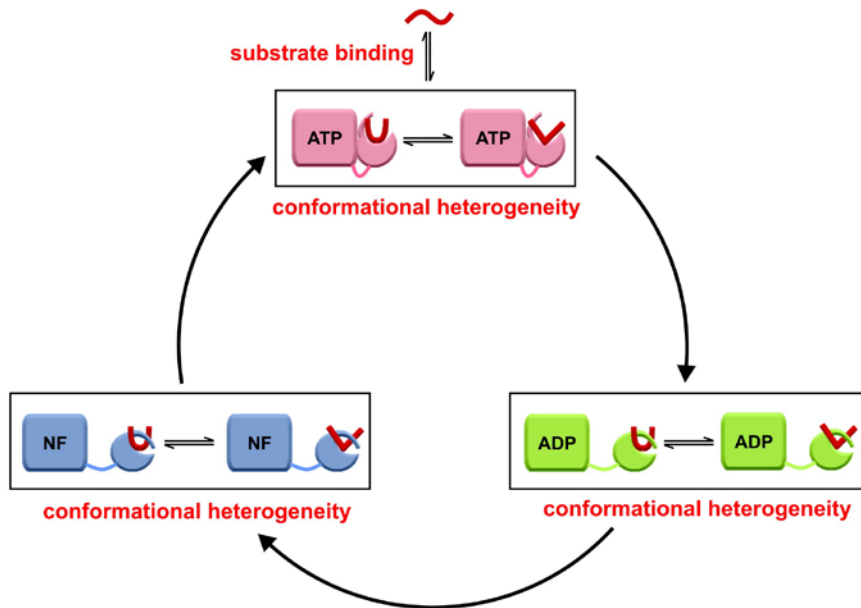 substrate binding
ATP ATP
conformational heterogeneity
NF NF
conformational heterogeneity
ADP ADP
conformational heterogeneity